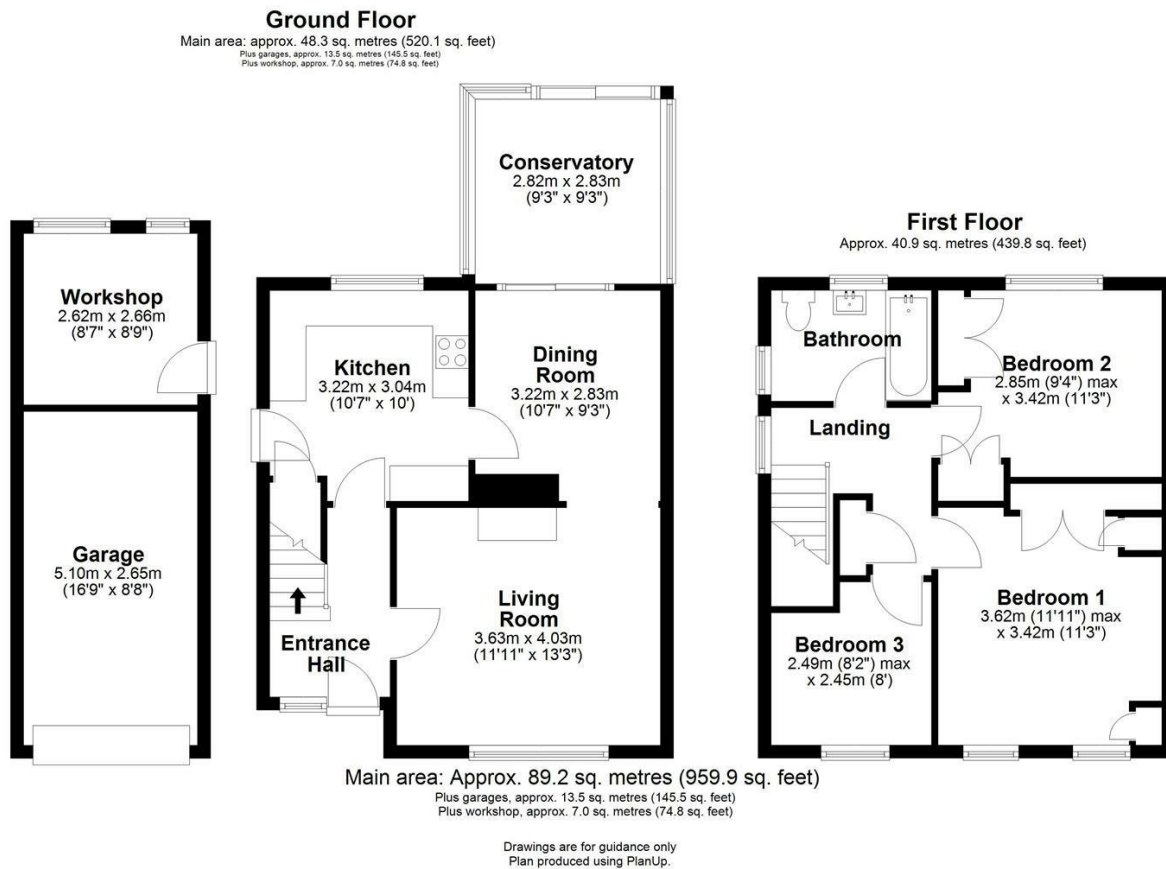 Ground Floor
Main area: approx. 48.3 sq. metres (520.1 sq. feet)
Plus garages, approx. 13.5 sq. metres (145.5 sq. feet)
Plus workshop, approx. 7.0 sq. metres (74.8 sq. feet)
Conservatory
2.82m x 2.83m
(9'3" x 9'3")
Workshop
2.62m x 2.66m
(8'7" x 8'9")
Kitchen
3.22m x 3.04m
(10'7" x 10')
Dining
Room
3.22m x 2.83m
(10'7" x 9'3")
Garage
5.10m x 2.65m
(16'9" x 8'8")
Living
Room
3.63m x 4.03m
(11'11" x 13'3")
Entrance
Hall
First Floor
Approx. 40.9 sq. metres (439.8 sq. feet)
Bathroom
Bedroom 2
2.85m (9'4") max
x 3.42m (11'3")
Landing
Bedroom 1
3.62m (11'11") max
x 3.42m (11'3")
Bedroom 3
2.49m (8'2") max
x 2.45m (8')
Main area: Approx. 89.2 sq. metres (959.9 sq. feet)
Plus garages, approx. 13.5 sq. metres (145.5 sq. feet)
Plus workshop, approx. 7.0 sq. metres (74.8 sq. feet)
Drawings are for guidance only
Plan produced using PlanUp.